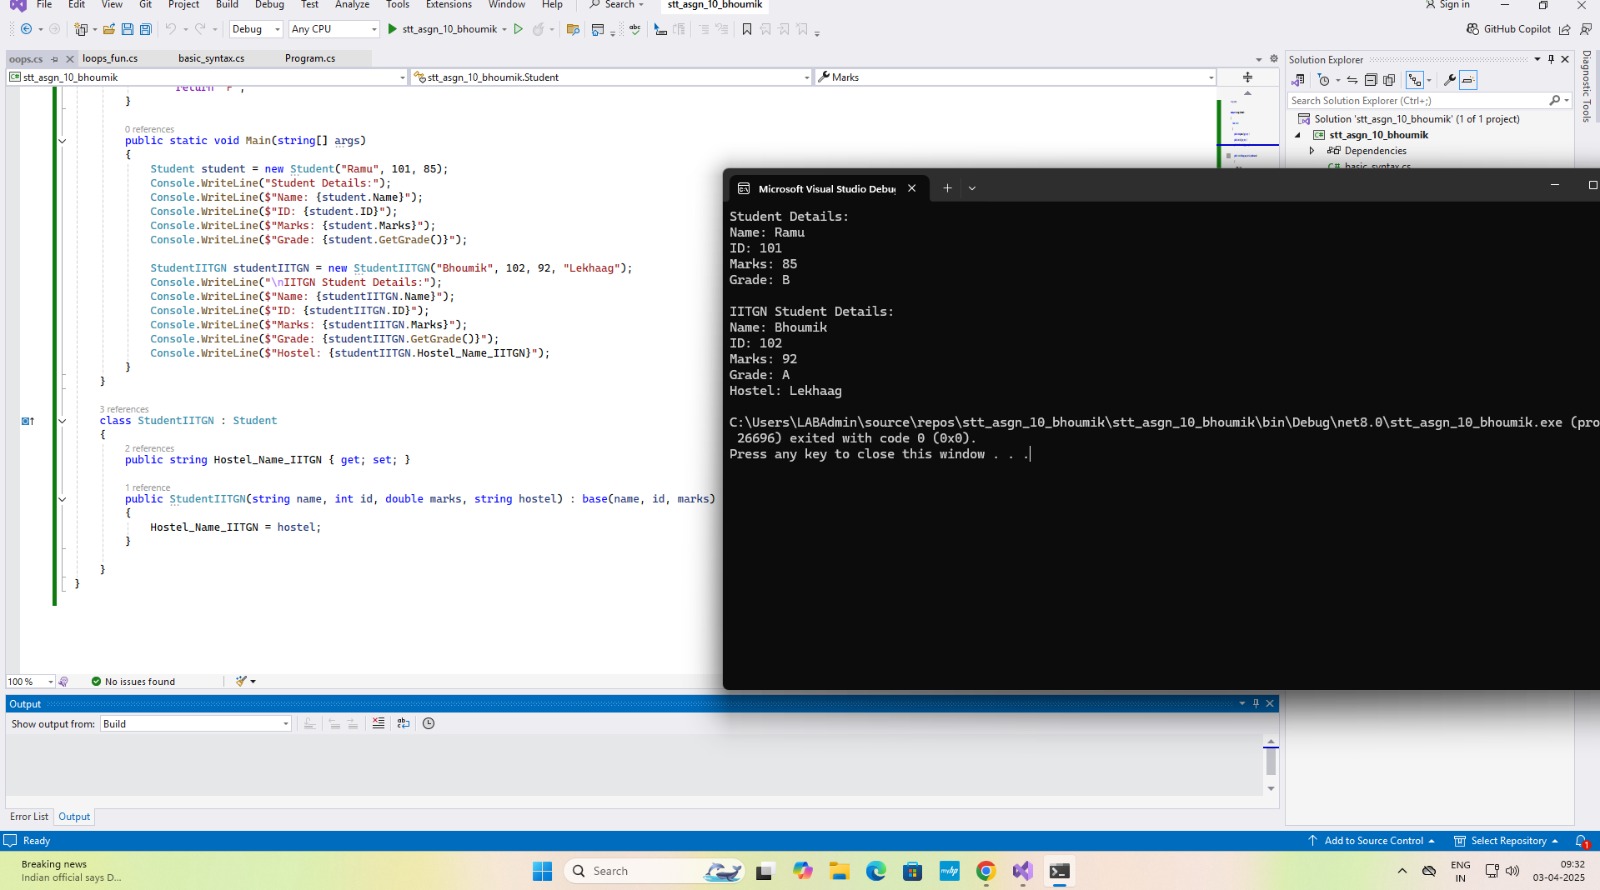 File Edit View Git Project Build Debug Test Analyze Tools Extensions Window Help Search stt_asgn_10_bhoumik Sign in
Debug Any CPU stt_asgn_10_bhoumik GitHub Copilot
oops.cs loops_fun.cs basic_syntax.cs Program.cs
stt_asgn_10_bhoumik stt_asgn_10_bhoumik.Student Marks
}
0 references
public static void Main(string[] args)
{
Student student = new Student("Ramu", 101, 85);
Console.WriteLine("Student Details:");
Console.WriteLine($"Name: {student.Name}");
Console.WriteLine($"ID: {student.ID}");
Console.WriteLine($"Marks: {student.Marks}");
Console.WriteLine($"Grade: {student.GetGrade()}");
StudentIITGN studentIITGN = new StudentIITGN("Bhoumik", 102, 92, "Lekhaag");
Console.WriteLine("\nIITGN Student Details:");
Console.WriteLine($"Name: {studentIITGN.Name}");
Console.WriteLine($"ID: {studentIITGN.ID}");
Console.WriteLine($"Marks: {studentIITGN.Marks}");
Console.WriteLine($"Grade: {studentIITGN.GetGrade()}");
Console.WriteLine($"Hostel: {studentIITGN.Hostel_Name_IITGN}");
}
}
3 references
class StudentIITGN : Student
{
2 references
public string Hostel_Name_IITGN { get; set; }
1 reference
public StudentIITGN(string name, int id, double marks, string hostel) : base(name, id, marks)
{
Hostel_Name_IITGN = hostel;
}
}
}
100 % No issues found
Solution Explorer
Search Solution Explorer (Ctrl+;)
Solution 'stt_asgn_10_bhoumik' (1 of 1 project)
stt_asgn_10_bhoumik
Dependencies
basic_syntax.cs
Diagnostic Tools
Microsoft Visual Studio Debu
Student Details:
Name: Ramu
ID: 101
Marks: 85
Grade: B
IITGN Student Details:
Name: Bhoumik
ID: 102
Marks: 92
Grade: A
Hostel: Lekhaag
C:\Users\LABAdmin\source\repos\stt_asgn_10_bhoumik\stt_asgn_10_bhoumik\bin\Debug\net8.0\stt_asgn_10_bhoumik.exe (pro
26696) exited with code 0 (0x0).
Press any key to close this window . . .
Output
Show output from: Build
Error List Output
Ready Add to Source Control Select Repository 1
Breaking news
Indian official says D...
Search
ENG
IN
09:32
03-04-2025